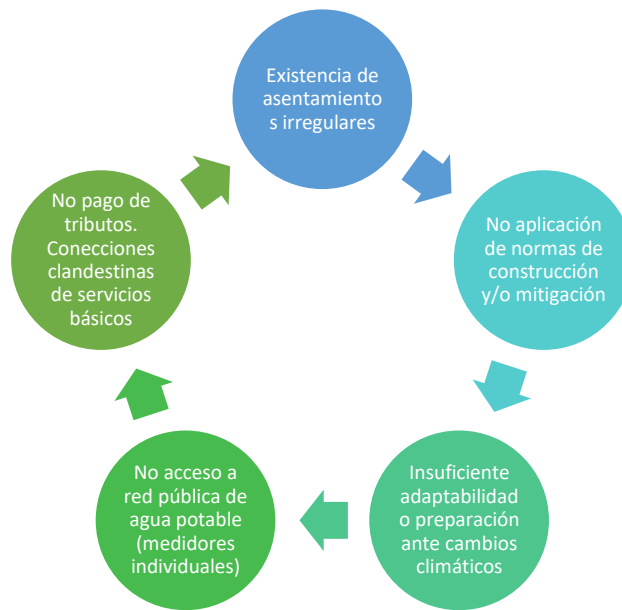 Existencia de
asentamiento
s irregulares
No aplicación
de normas de
construcción
y/o mitigación
Insuficiente
adaptabilidad
o preparación
ante cambios
climáticos
No acceso a
red pública de
agua potable
(medidores
individuales)
No pago de
tributos.
Conecciones
clandestinas
de servicios
básicos